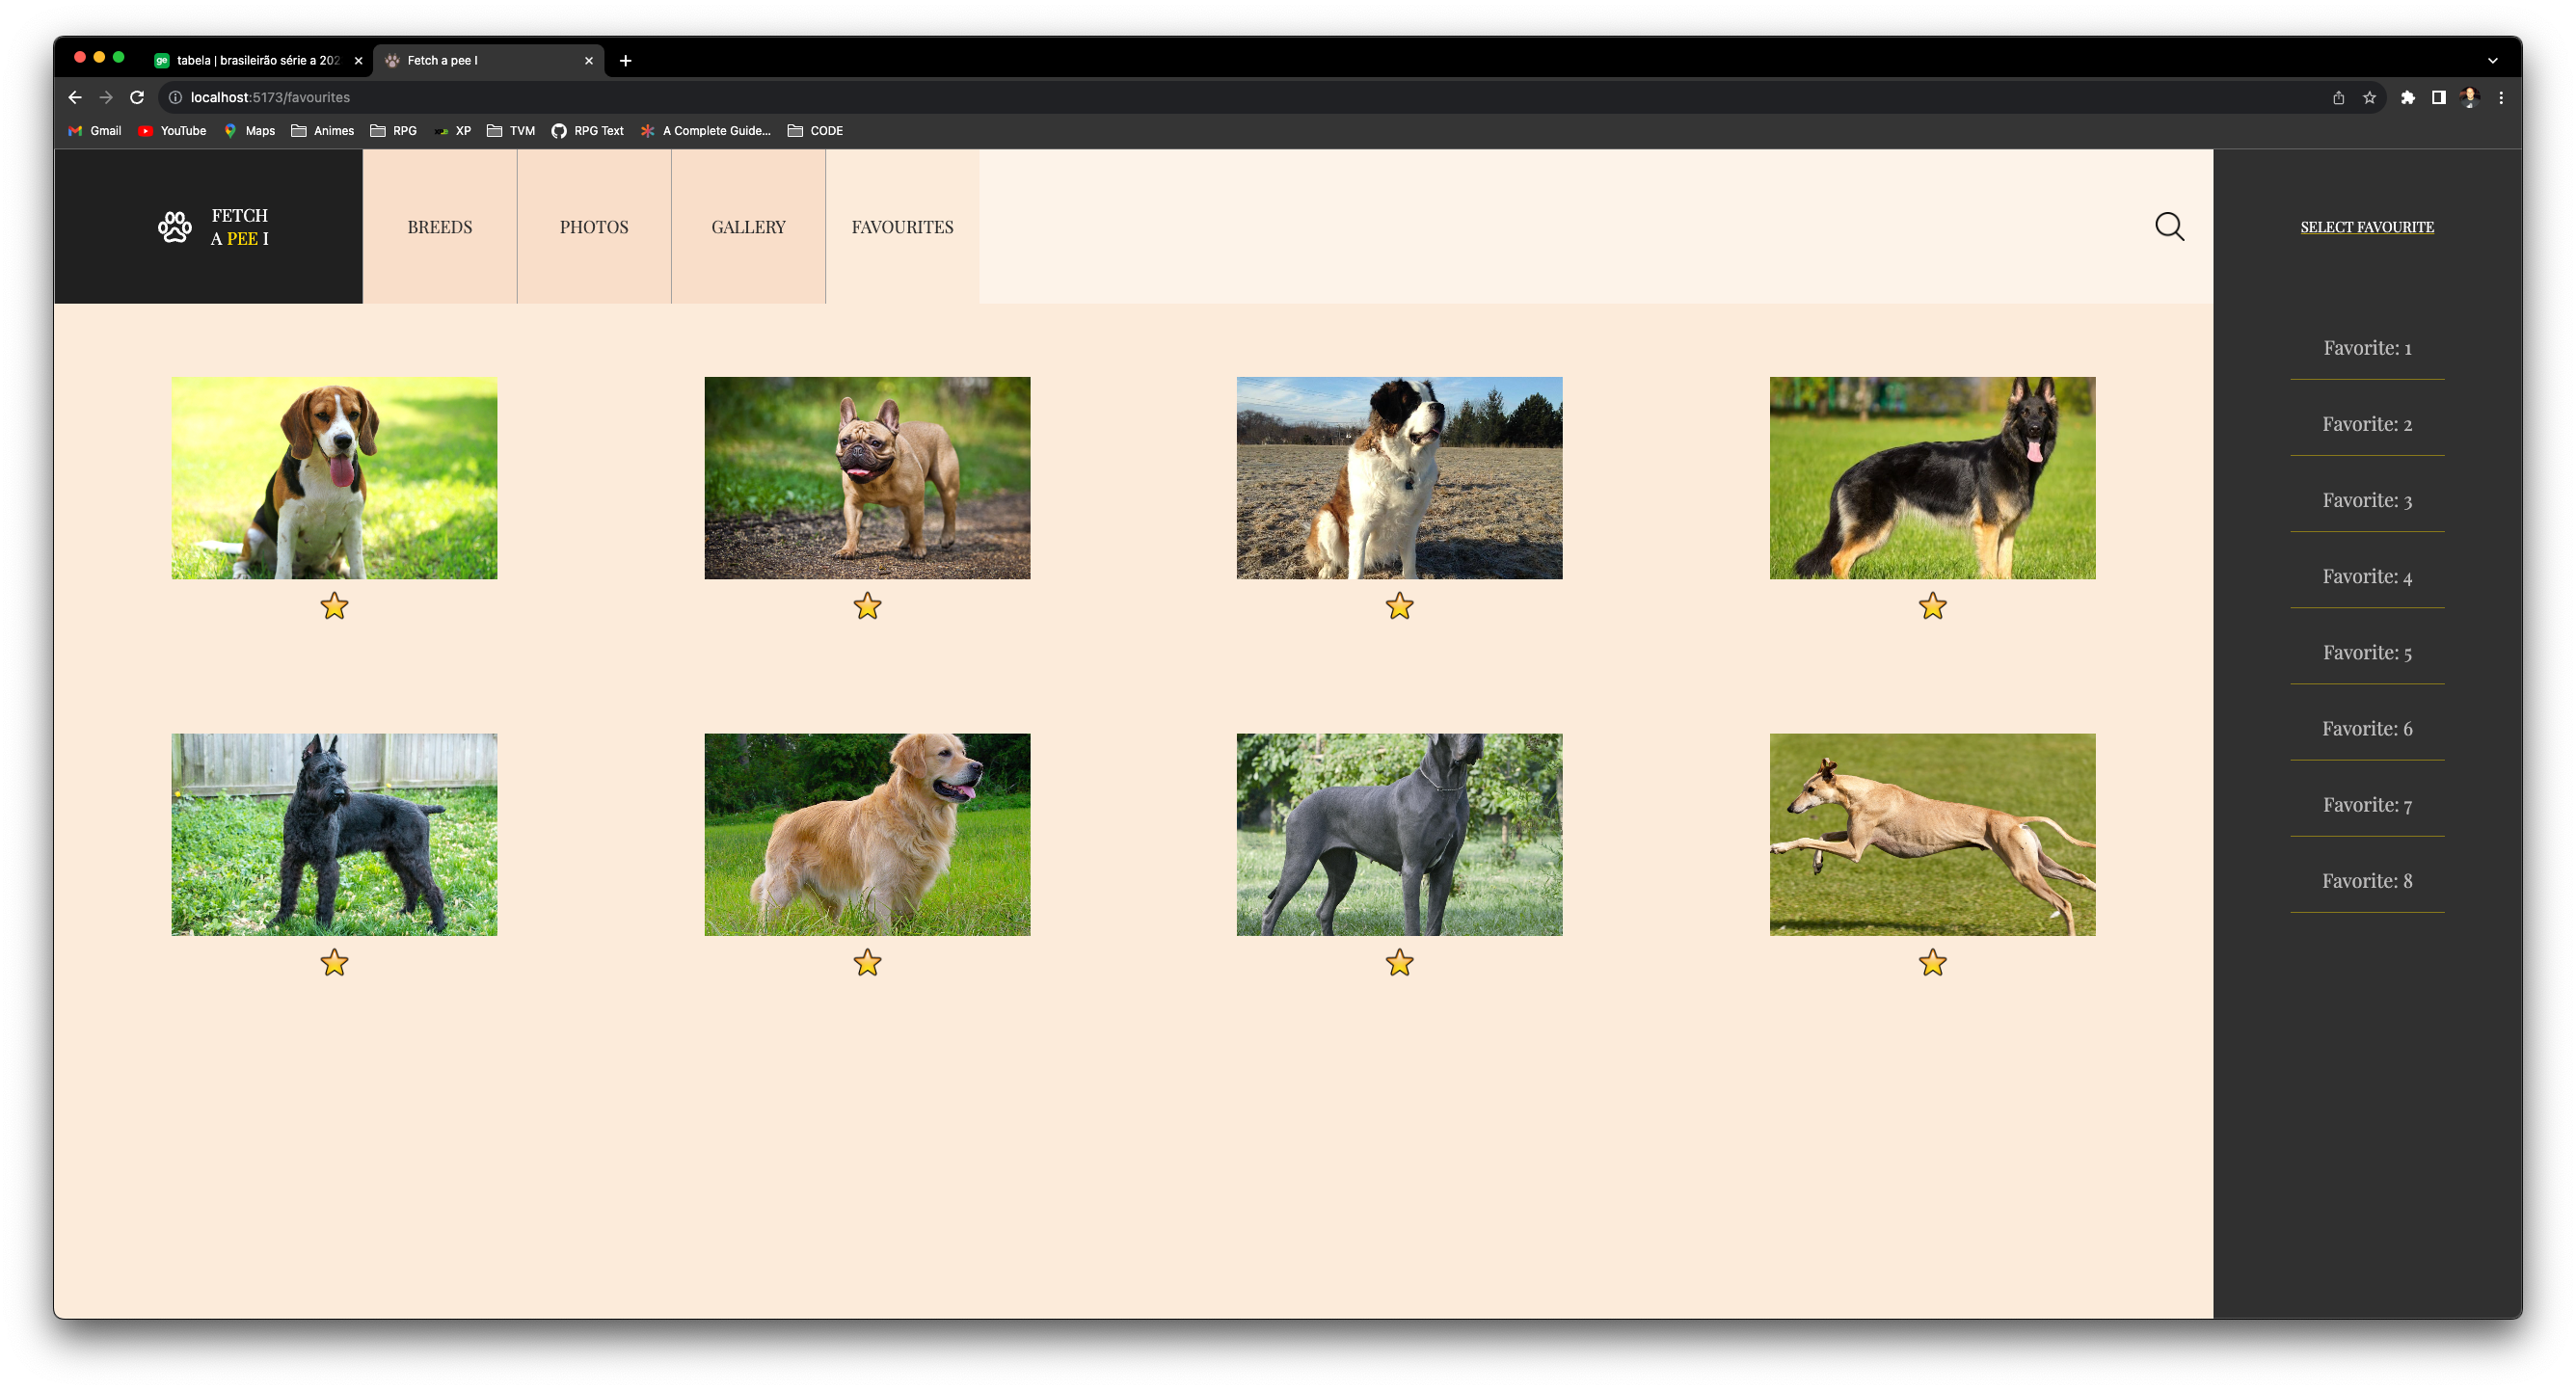 ge tabela | brasileirão série a 202
Fetch a pee I
localhost:5173/favourites
Gmail YouTube Maps Animes RPG XP TVM RPG Text A Complete Guide... CODE
FETCH
A PEE I
BREEDS PHOTOS GALLERY FAVOURITES
SELECT FAVOURITE
Favorite: 1
Favorite: 2
Favorite: 3
Favorite: 4
Favorite: 5
Favorite: 6
Favorite: 7
Favorite: 8